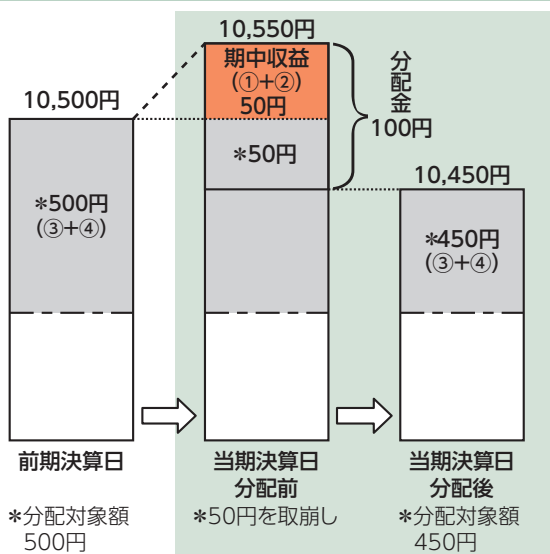 10,550円
期中収益
(①+②)
50円
分配金
100円
10,500円
*50円
10,450円
*500円
(③+④)
*450円
(③+④)
前期決算日
当期決算日
分配前
当期決算日
分配後
*分配対象額
500円
*50円を取崩し
*分配対象額
450円